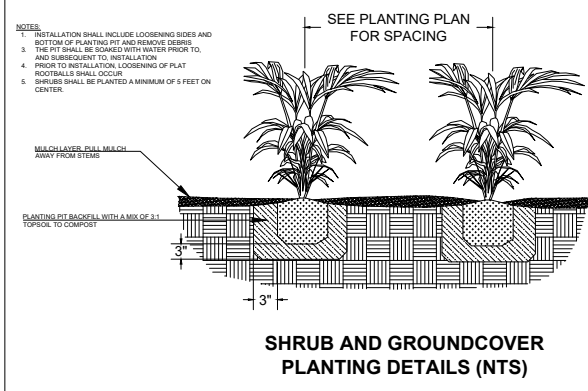 NOTES:
1. INSTALLATION SHALL INCLUDE LOOSENING SIDES AND
BOTTOM OF PLANTING PIT AND REMOVE DEBRIS
3. THE PIT SHALL BE SOAKED WITH WATER PRIOR TO,
AND SUBSEQUENT TO, INSTALLATION
4. PRIOR TO INSTALLATION, LOOSENING OF PLAT
ROOTBALLS SHALL OCCUR
5. SHRUBS SHALL BE PLANTED A MINIMUM OF 5 FEET ON
CENTER.
SEE PLANTING PLAN
FOR SPACING
MULCH LAYER, PULL MULCH
AWAY FROM STEMS
PLANTING PIT BACKFILL WITH A MIX OF 3:1
TOPSOIL TO COMPOST
3"
3"
SHRUB AND GROUNDCOVER
PLANTING DETAILS (NTS)